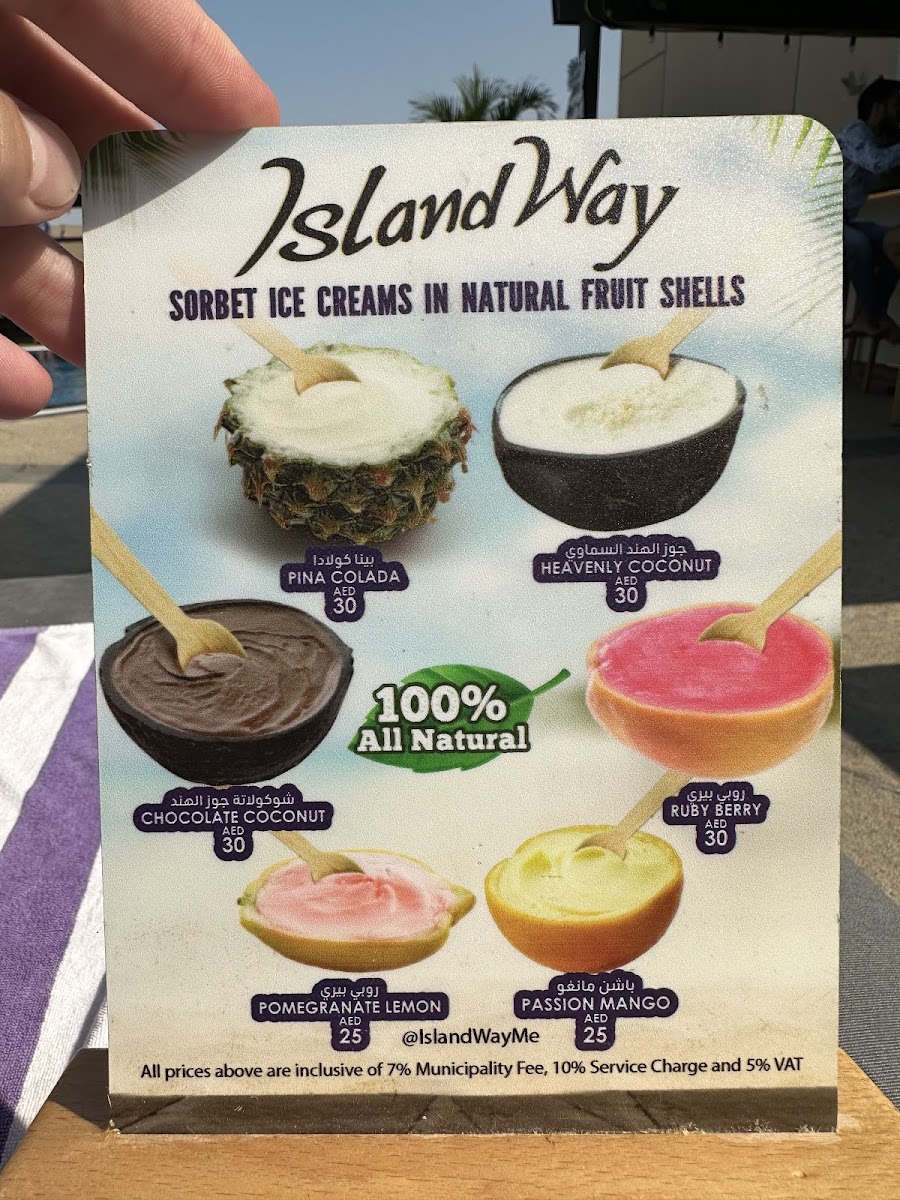 Island Way
SORBET ICE CREAMS IN NATURAL FRUIT SHELLS
بينا كولادا
PINA COLADA
AED
30
جوز الهند السماوي
HEAVENLY COCONUT
AED
30
شوكولاتة جوز الهند
CHOCOLATE COCONUT
AED
30
100%
All Natural
روبي بيري
RUBY BERRY
AED
30
روبي بيري
POMEGRANATE LEMON
AED
25
باشن مانغو
PASSION MANGO
AED
25
@IslandWayMe
All prices above are inclusive of 7% Municipality Fee, 10% Service Charge and 5% VAT